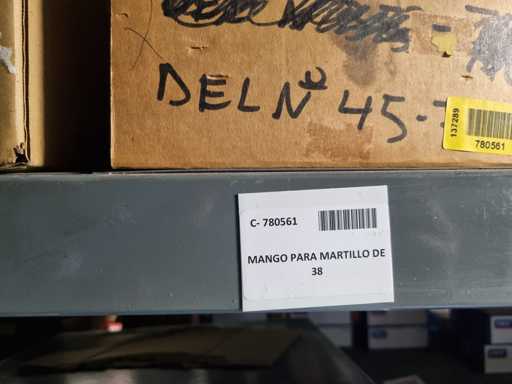 DEL Nº 45-
137289
780561
C- 780561
MANGO PARA MARTILLO DE
38